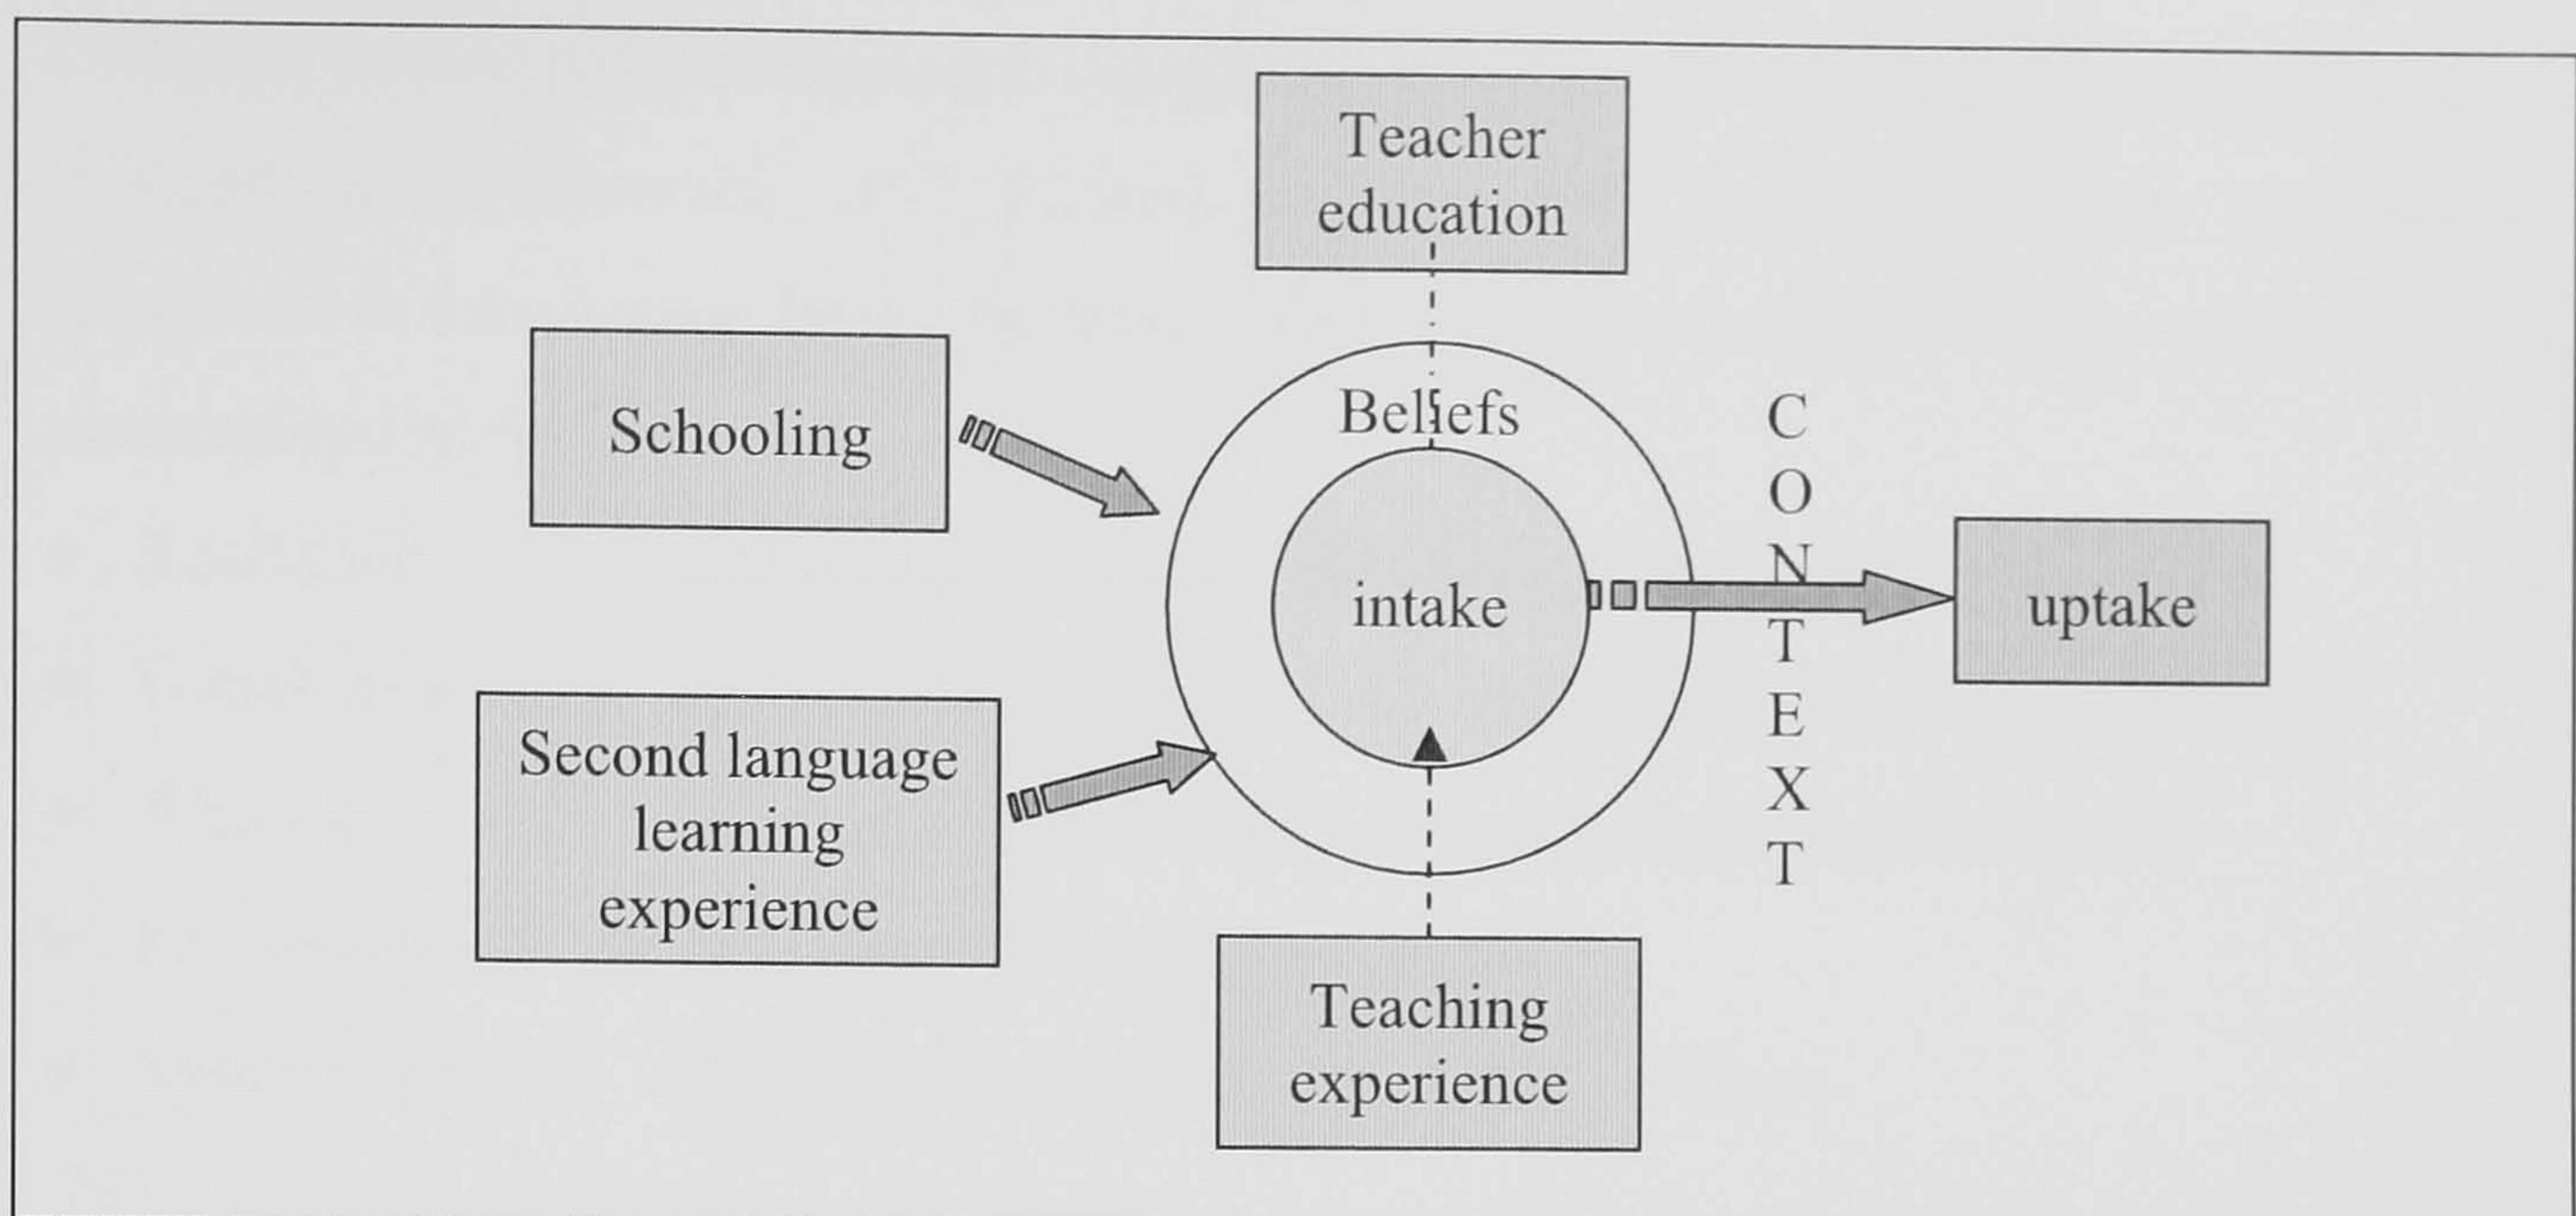 Teacher
education
Schooling
Beliefs
intake
C
O
N
T
E
X
T
uptake
Second language
learning
experience
Teaching
experience